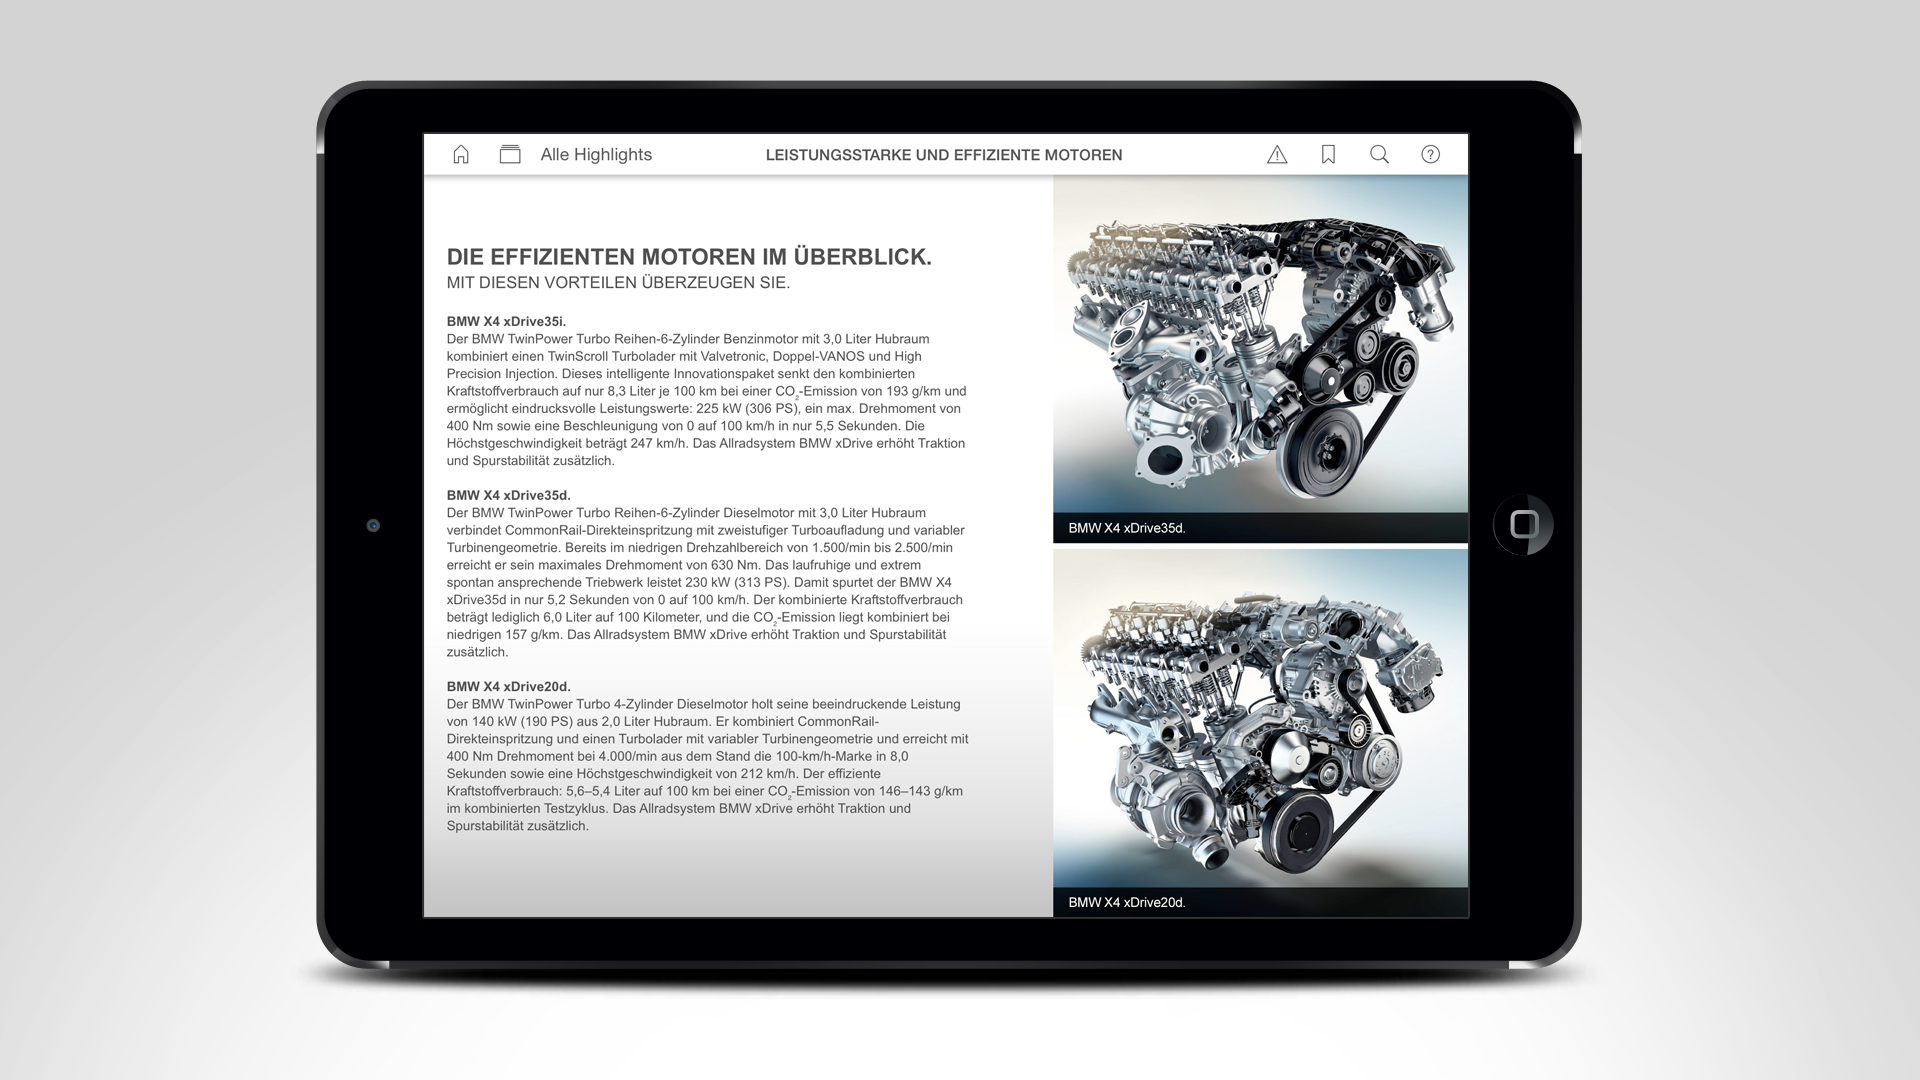 Alle Highlights
LEISTUNGSSTARKE UND EFFIZIENTE MOTOREN
DIE EFFIZIENTEN MOTOREN IM ÜBERBLICK.
MIT DIESEN VORTEILEN ÜBERZEUGEN SIE.
BMW X4 xDrive35i.
Der BMW TwinPower Turbo Reihen-6-Zylinder Benzinmotor mit 3,0 Liter Hubraum
kombiniert einen TwinScroll Turbolader mit Valvetronic, Doppel-VANOS und High
Precision Injection. Dieses intelligente Innovationspaket senkt den kombinierten
Kraftstoffverbrauch auf nur 8,3 Liter je 100 km bei einer CO₂-Emission von 193 g/km und
ermöglicht eindrucksvolle Leistungswerte: 225 kW (306 PS), ein max. Drehmoment von
400 Nm sowie eine Beschleunigung von 0 auf 100 km/h in nur 5,5 Sekunden. Die
Höchstgeschwindigkeit beträgt 247 km/h. Das Allradsystem BMW xDrive erhöht Traktion
und Spurstabilität zusätzlich.
BMW X4 xDrive35d.
Der BMW TwinPower Turbo Reihen-6-Zylinder Dieselmotor mit 3,0 Liter Hubraum
verbindet CommonRail-Direkteinspritzung mit zweistufiger Turboaufladung und variabler
Turbinengeometrie. Bereits im niedrigen Drehzahlbereich von 1.500/min bis 2.500/min
erreicht er sein maximales Drehmoment von 630 Nm. Das laufruhige und extrem
spontan ansprechende Triebwerk leistet 230 kW (313 PS). Damit spurtet der BMW X4
xDrive35d in nur 5,2 Sekunden von 0 auf 100 km/h. Der kombinierte Kraftstoffverbrauch
beträgt lediglich 6,0 Liter auf 100 Kilometer, und die CO₂-Emission liegt kombiniert bei
niedrigen 157 g/km. Das Allradsystem BMW xDrive erhöht Traktion und Spurstabilität
zusätzlich.
BMW X4 xDrive20d.
Der BMW TwinPower Turbo 4-Zylinder Dieselmotor holt seine beeindruckende Leistung
von 140 kW (190 PS) aus 2,0 Liter Hubraum. Er kombiniert CommonRail-
Direkteinspritzung und einen Turbolader mit variabler Turbinengeometrie und erreicht mit
400 Nm Drehmoment bei 4.000/min aus dem Stand die 100-km/h-Marke in 8,0
Sekunden sowie eine Höchstgeschwindigkeit von 212 km/h. Der effiziente
Kraftstoffverbrauch: 5,6–5,4 Liter auf 100 km bei einer CO₂-Emission von 146–143 g/km
im kombinierten Testzyklus. Das Allradsystem BMW xDrive erhöht Traktion und
Spurstabilität zusätzlich.
BMW X4 xDrive35d.
BMW X4 xDrive20d.